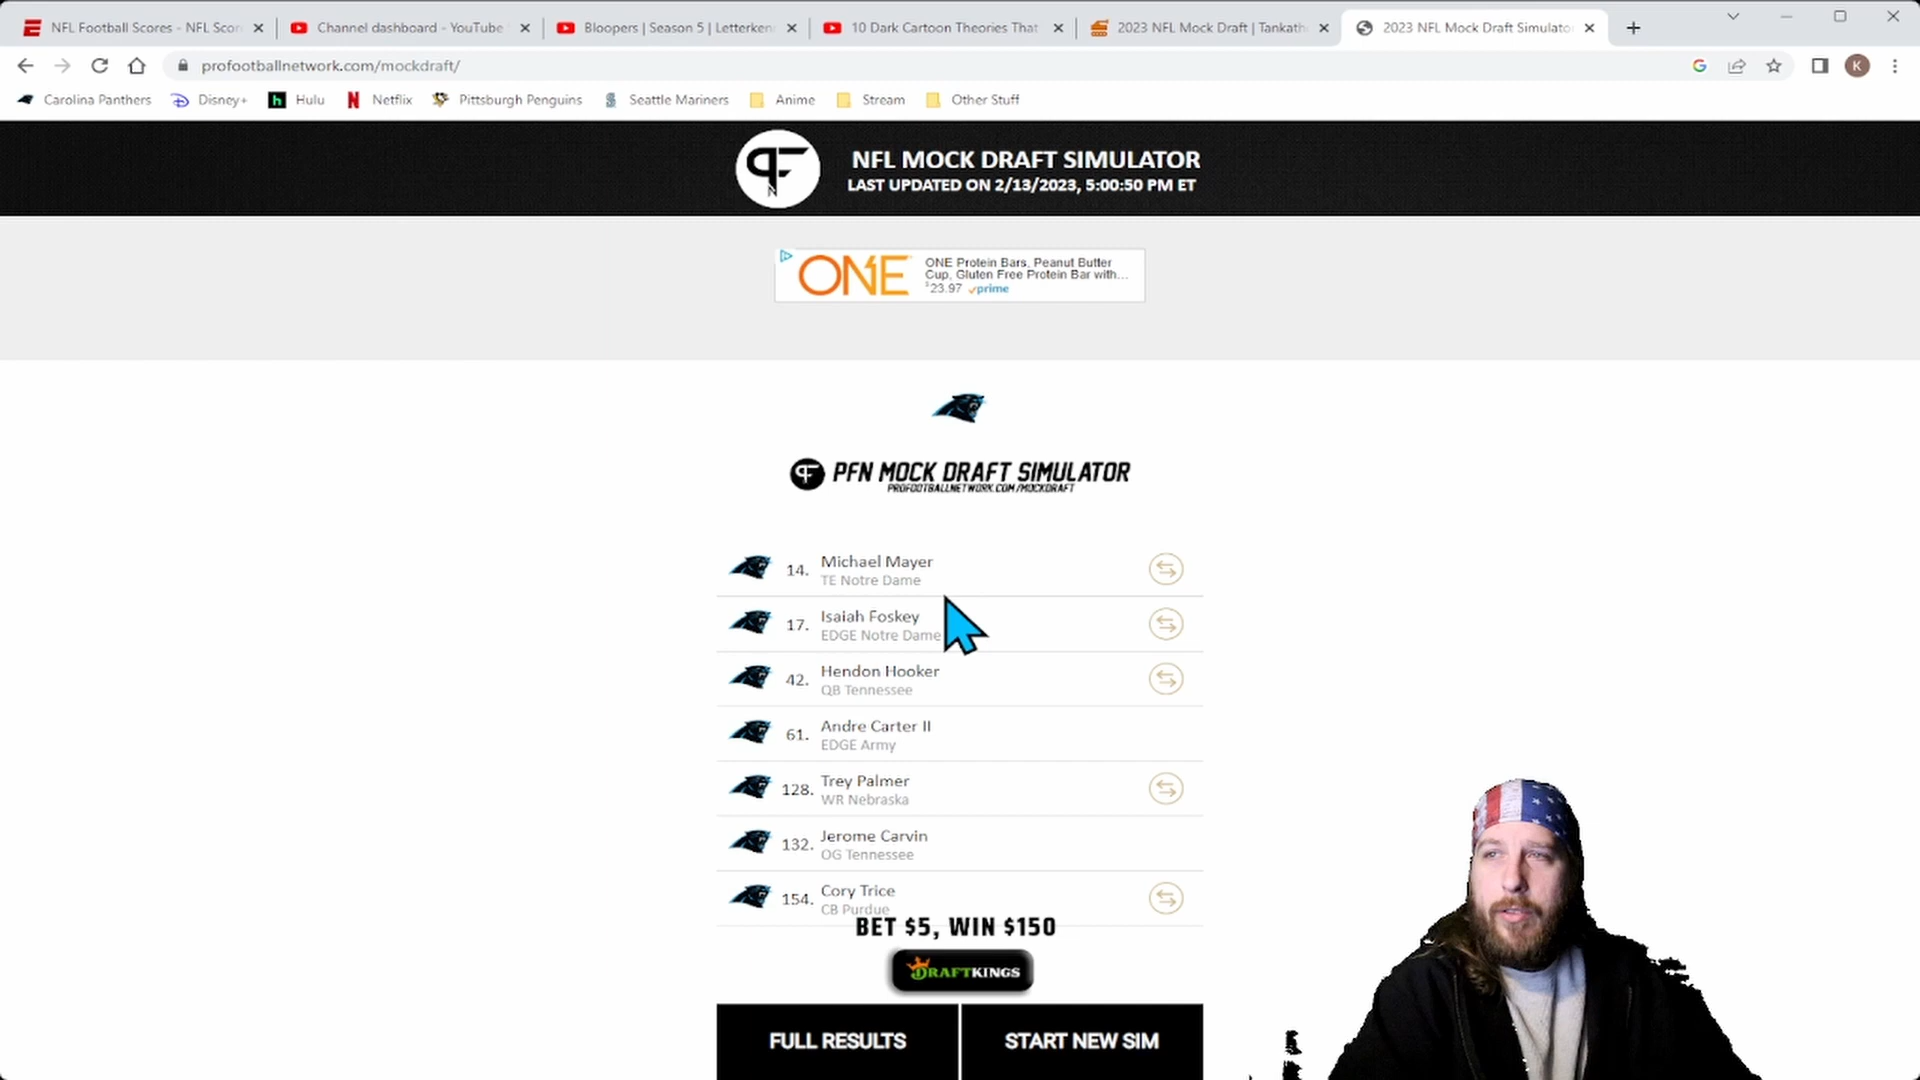 NFL Football Scores - NFL Scor
Channel dashboard - YouTube
Bloopers | Season 5 | Letterken
10 Dark Cartoon Theories That
2023 NFL Mock Draft | Tankath
2023 NFL Mock Draft Simulato
profootballnetwork.com/mockdraft/
K
Carolina Panthers
Disney+
Hulu
Netflix
Pittsburgh Penguins
Seattle Mariners
Anime
Stream
Other Stuff
NFL MOCK DRAFT SIMULATOR
LAST UPDATED ON 2/13/2023, 5:00:50 PM ET
ONE
ONE Protein Bars, Peanut Butter
Cup, Gluten Free Protein Bar with...
$23.97 prime
PFN MOCK DRAFT SIMULATOR
PROFOOTBALLNETWORK.COM/MOCKDRAFT
14. Michael Mayer
TE Notre Dame
17. Isaiah Foskey
EDGE Notre Dame
42. Hendon Hooker
QB Tennessee
61. Andre Carter II
EDGE Army
128. Trey Palmer
WR Nebraska
132. Jerome Carvin
OG Tennessee
154. Cory Trice
CB Purdue
BET $5, WIN $150
DRAFTKINGS
FULL RESULTS
START NEW SIM